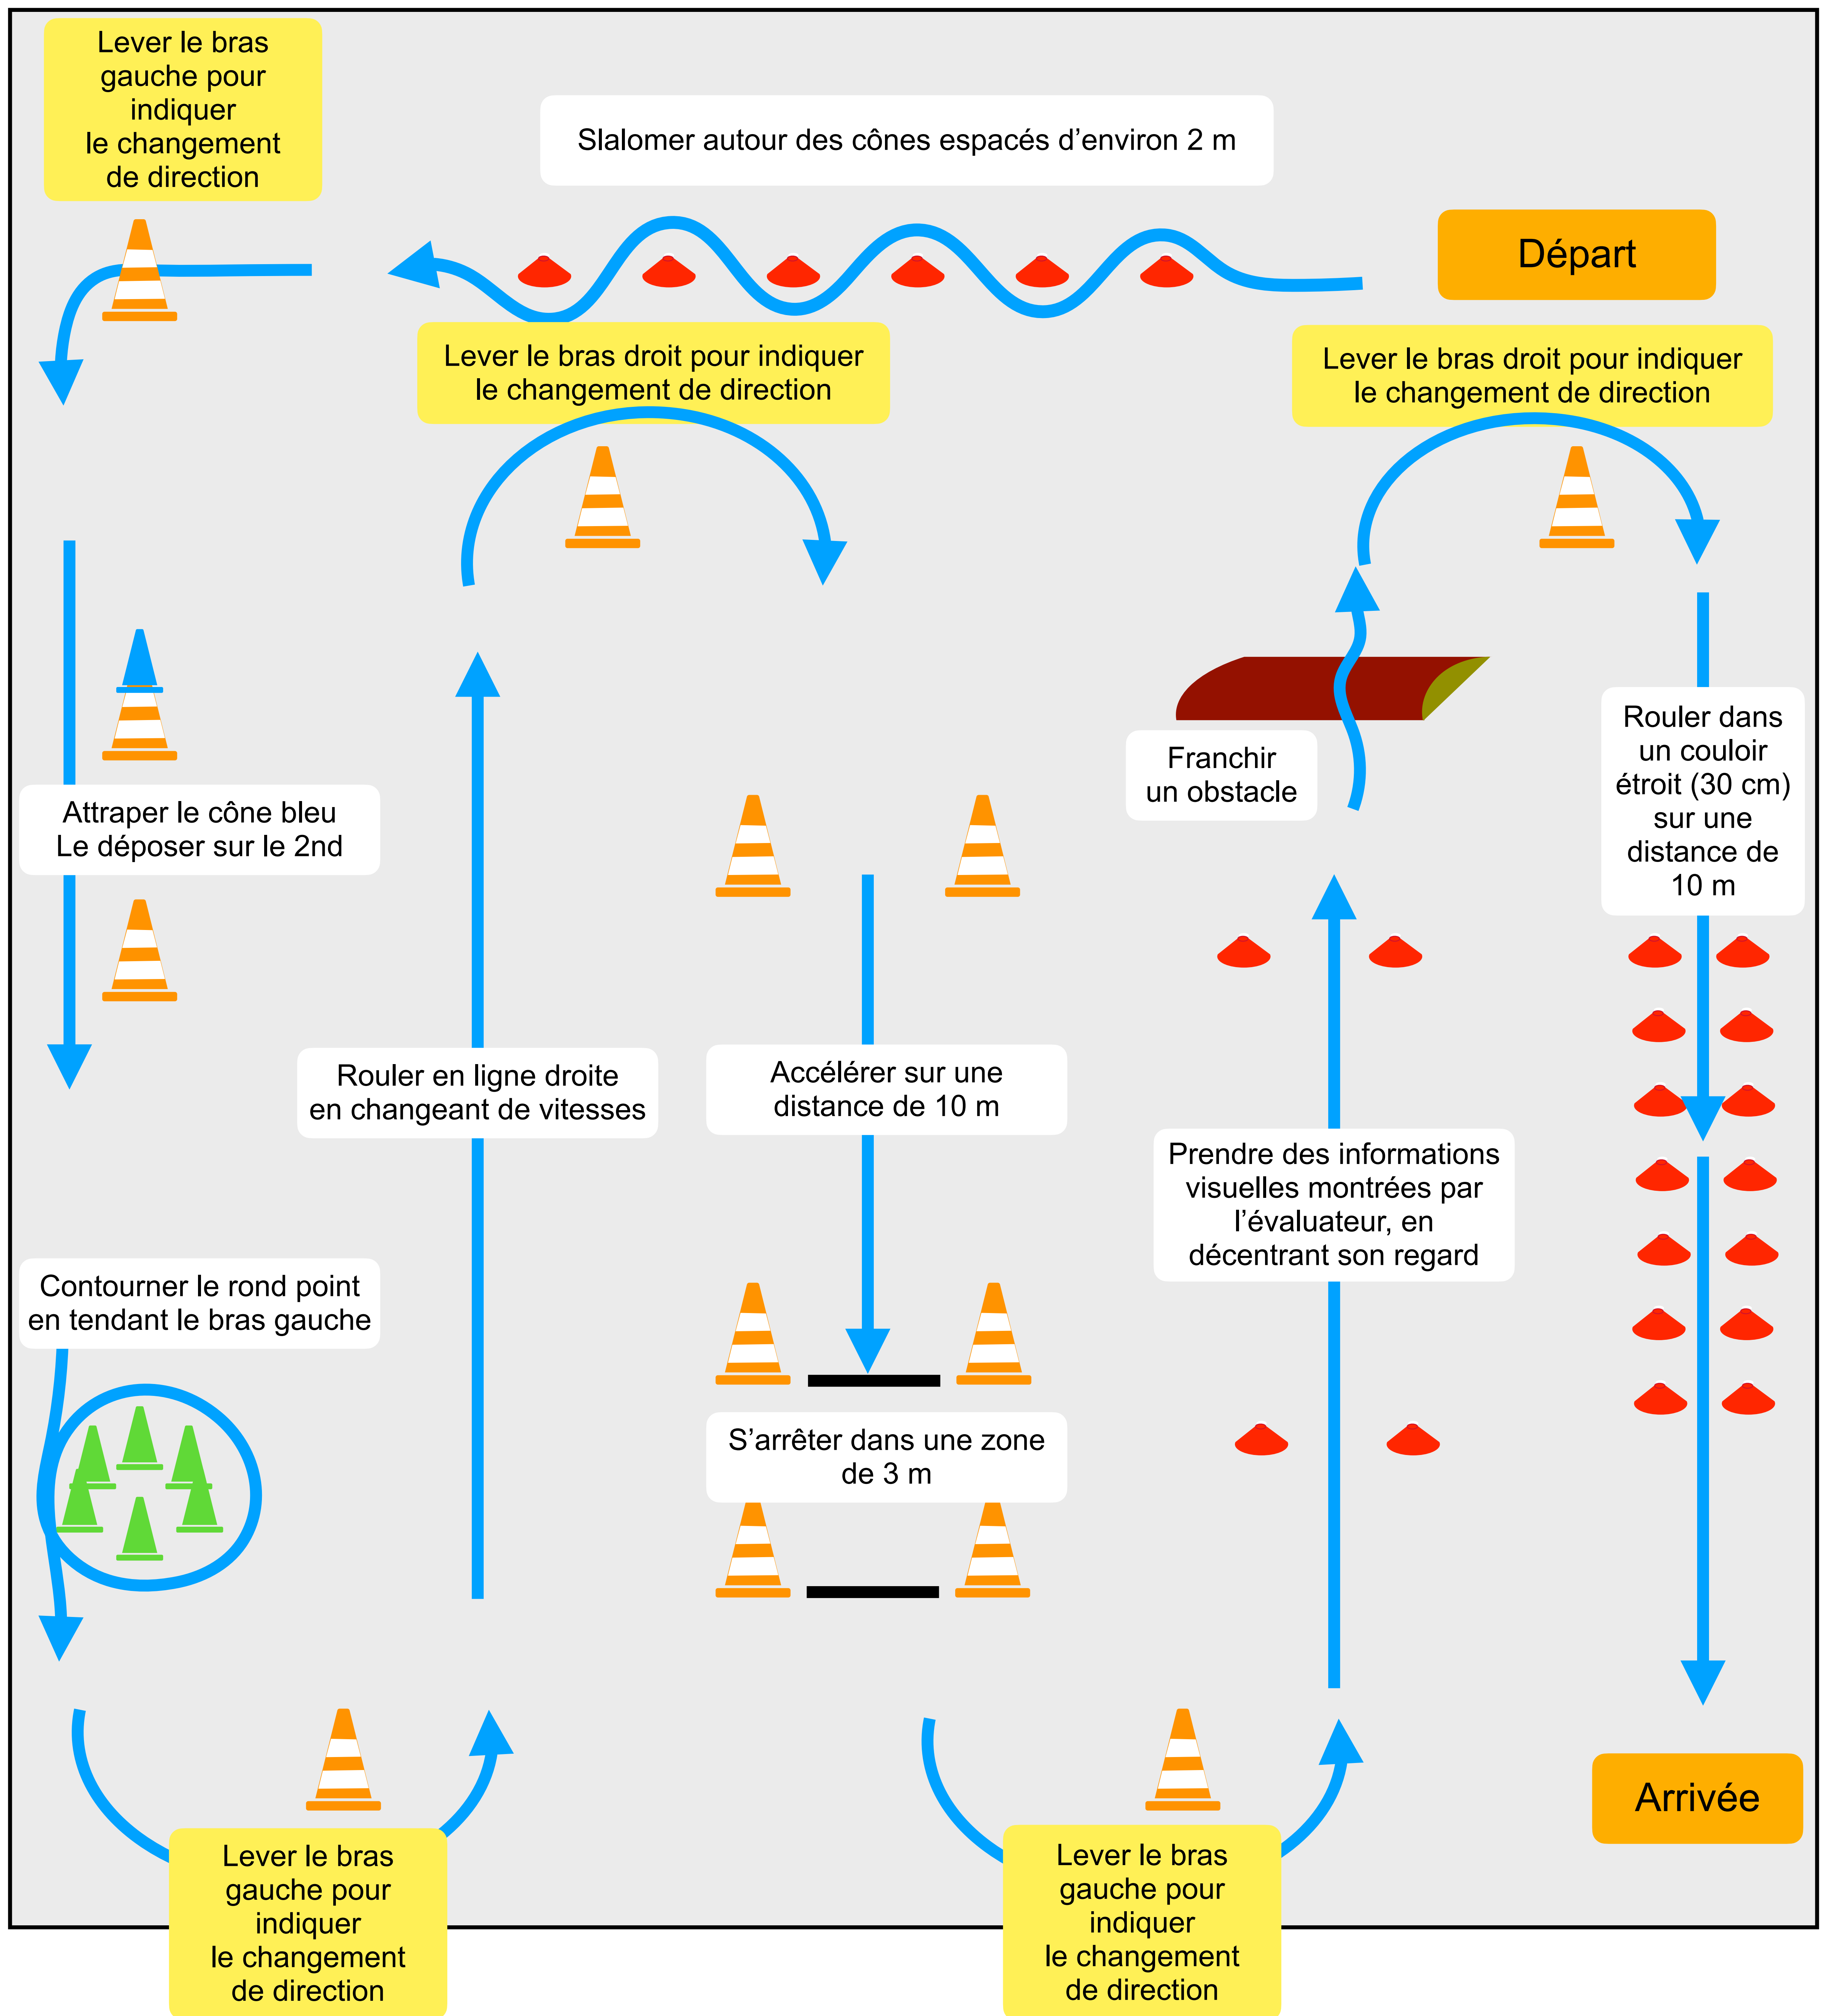 Lever le bras
gauche pour
indiquer
le changement
de direction
Slalomer autour des cônes espacés d’environ 2 m
Départ
Lever le bras droit pour indiquer
le changement de direction
Lever le bras droit pour indiquer
le changement de direction
Attraper le cône bleu
Le déposer sur le 2nd
Franchir
un obstacle
Rouler dans
un couloir
étroit (30 cm)
sur une
distance de
10 m
Rouler en ligne droite
en changeant de vitesses
Accélérer sur une
distance de 10 m
Prendre des informations
visuelles montrées par
l’évaluateur, en
décentrant son regard
Contourner le rond point
en tendant le bras gauche
S’arrêter dans une zone
de 3 m
Arrivée
Lever le bras
gauche pour
indiquer
le changement
de direction
Lever le bras
gauche pour
indiquer
le changement
de direction